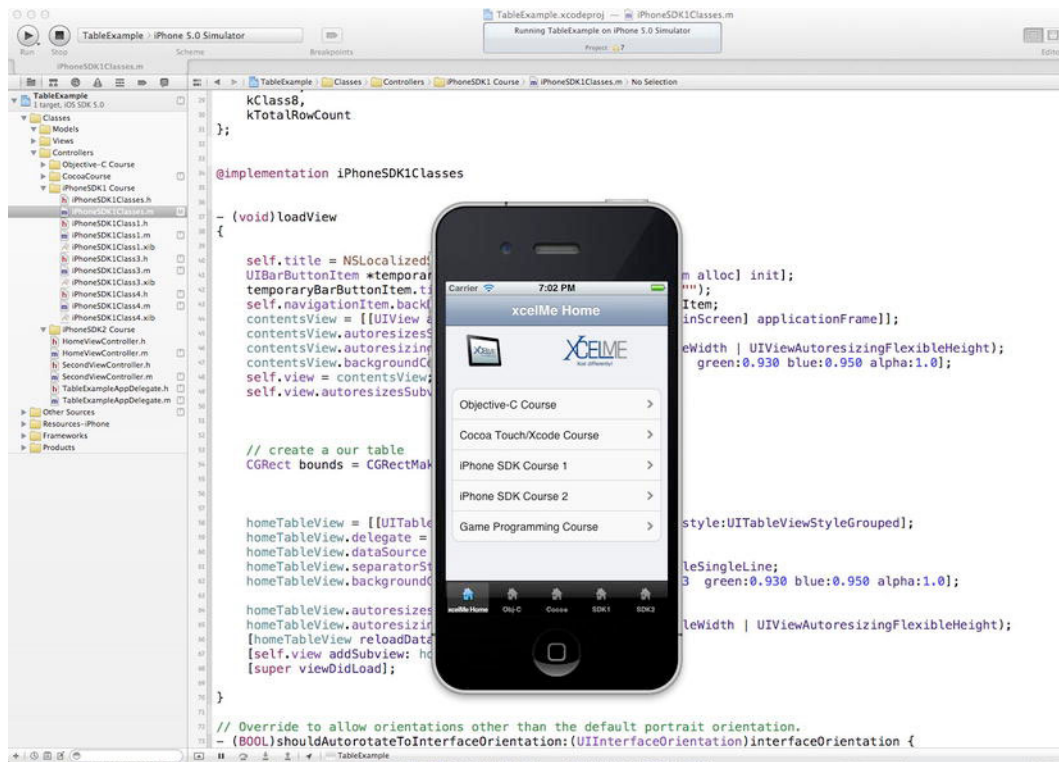 TableExample.xcodeproj — iPhoneSDK1Classes.m
TableExample › iPhone 5.0 Simulator
Running TableExample on iPhone 5.0 Simulator
Project 7
Run
Stop
Scheme
Breakpoints
Editor
iPhoneSDK1Classes.m
TableExample › Classes › Controllers › iPhoneSDK1 Course › iPhoneSDK1Classes.m › No Selection
TableExample
1 target, iOS SDK 5.0
Classes
Models
Views
Controllers
Objective-C Course
CocoaCourse
iPhoneSDK1 Course
iPhoneSDK1Classes.h
iPhoneSDK1Classes.m
iPhoneSDK1Class1.h
iPhoneSDK1Class1.m
iPhoneSDK1Class1.xib
iPhoneSDK1Class3.h
iPhoneSDK1Class3.m
iPhoneSDK1Class3.xib
iPhoneSDK1Class4.h
iPhoneSDK1Class4.m
iPhoneSDK1Class4.xib
iPhoneSDK2 Course
HomeViewController.h
HomeViewController.m
SecondViewController.h
SecondViewController.m
TableExampleAppDelegate.h
TableExampleAppDelegate.m
Other Sources
Resources-iPhone
Frameworks
Products
kClass8,
kTotalRowCount
};
@implementation iPhoneSDK1Classes
- (void)loadView
{
self.title = NSLocalizedS
UIBarButtonItem *temporar m alloc] init];
temporaryBarButtonItem.ti "");
self.navigationItem.back Item;
contentsView = [[UIView a inScreen] applicationFrame]];
contentsView.autoresizesS
contentsView.autoresizing eWidth | UIViewAutoresizingFlexibleHeight);
contentsView.backgroundCo green:0.930 blue:0.950 alpha:1.0];
self.view = contentsView;
self.view.autoresizesSubv
// create a our table
CGRect bounds = CGRectMak
homeTableView = [[UITable style:UITableViewStyleGrouped];
homeTableView.delegate =
homeTableView.dataSource
homeTableView.separatorSt leSingleLine;
homeTableView.background 3 green:0.930 blue:0.950 alpha:1.0];
homeTableView.autoresizes
homeTableView.autoresizin leWidth | UIViewAutoresizingFlexibleHeight);
[homeTableView reloadData
[self.view addSubview: ho
[super viewDidLoad];
}
// Override to allow orientations other than the default portrait orientation.
- (BOOL)shouldAutorotateToInterfaceOrientation:(UIInterfaceOrientation)interfaceOrientation {
Carrier 7:02 PM
xcelMe Home
XCELME
Objective-C Course
Cocoa Touch/Xcode Course
iPhone SDK Course 1
iPhone SDK Course 2
Game Programming Course
xcelMe Home Obj-C Cocoa SDK1 SDK2
TableExample